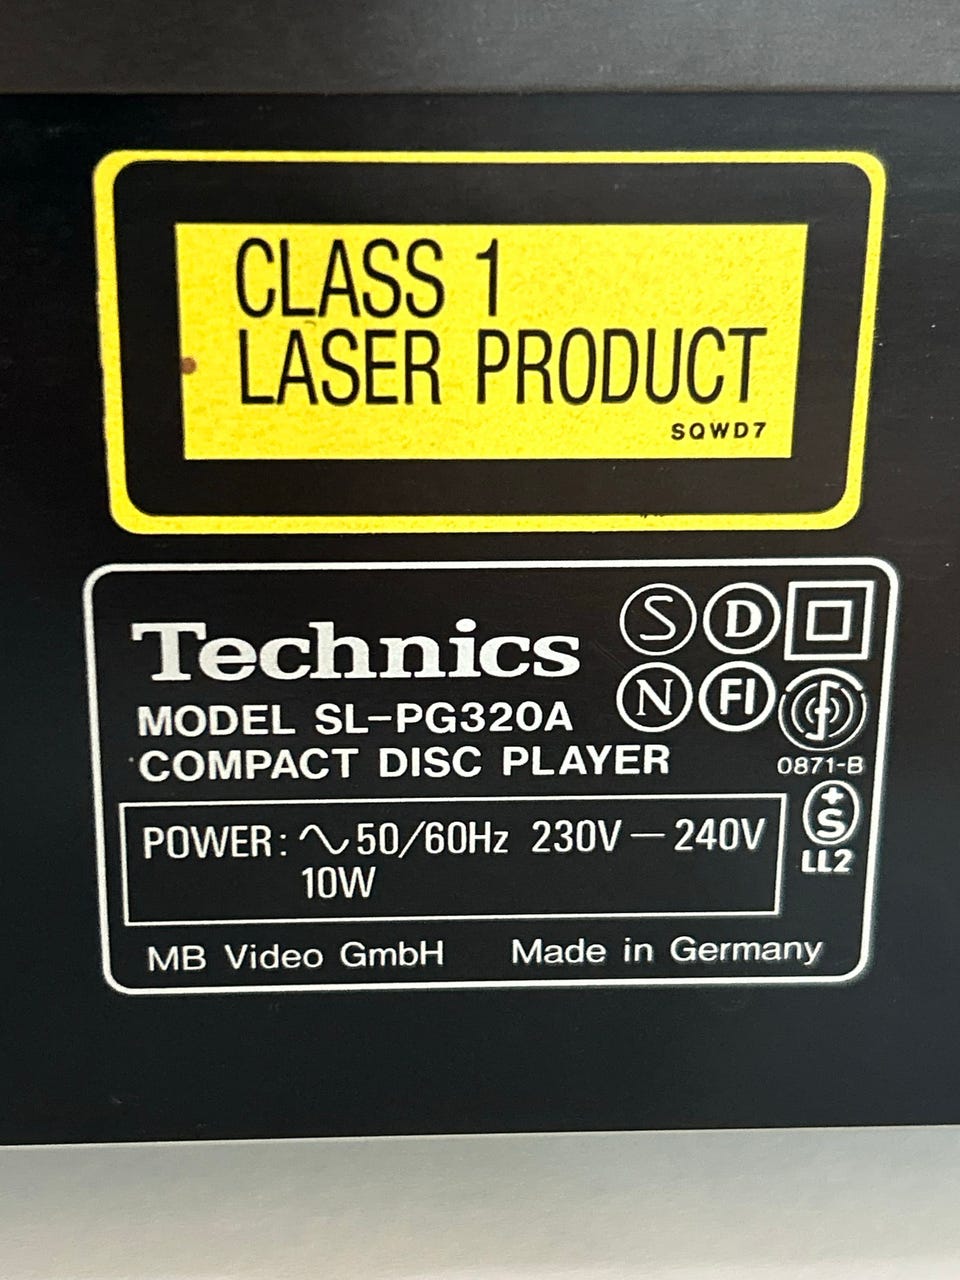 CLASS 1
LASER PRODUCT
SQWD7
Technics
MODEL SL-PG320A
COMPACT DISC PLAYER
S D
N FI
0871-B
+S
LL2
POWER: ∿50/60Hz 230V — 240V
10W
MB Video GmbH Made in Germany